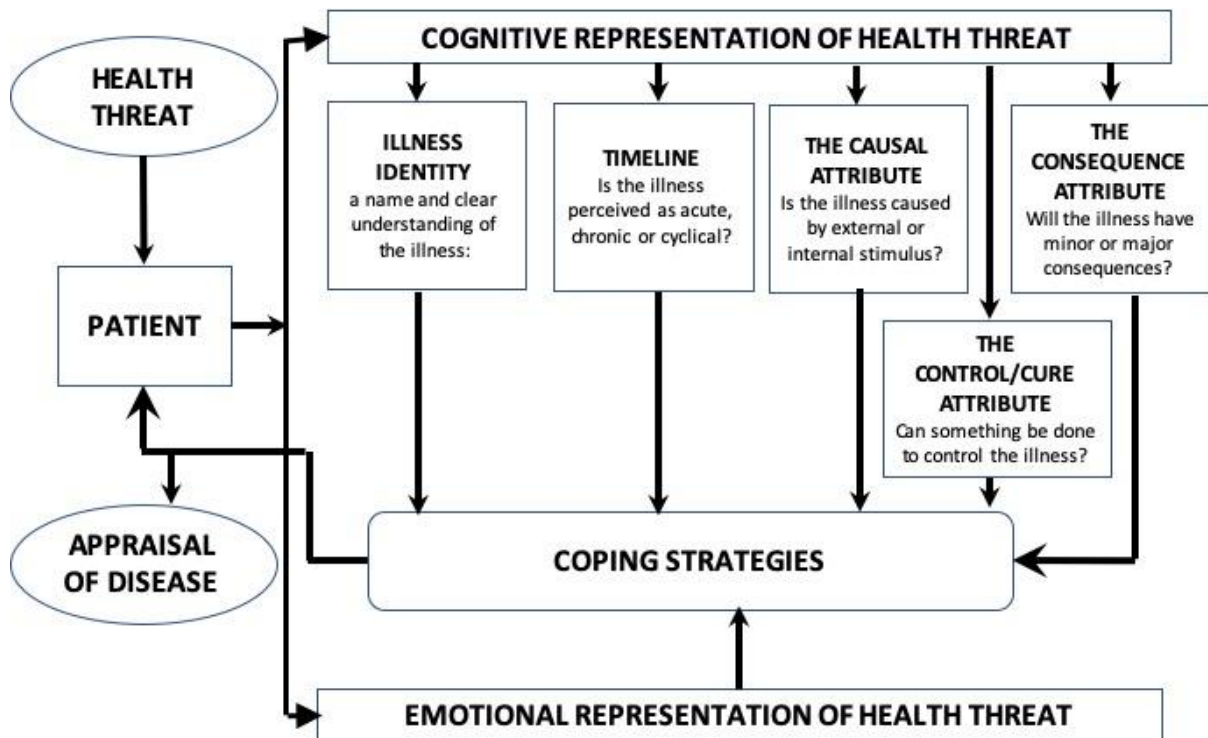 COGNITIVE REPRESENTATION OF HEALTH THREAT
HEALTH
THREAT
ILLNESS
IDENTITY
a name and clear
understanding of
the illness:
TIMELINE
Is the illness
perceived as acute,
chronic or cyclical?
THE CAUSAL
ATTRIBUTE
Is the illness caused
by external or
internal stimulus?
THE
CONSEQUENCE
ATTRIBUTE
Will the illness have
minor or major
consequences?
PATIENT
THE
CONTROL/CURE
ATTRIBUTE
Can something be done
to control the illness?
APPRAISAL
OF DISEASE
COPING STRATEGIES
EMOTIONAL REPRESENTATION OF HEALTH THREAT